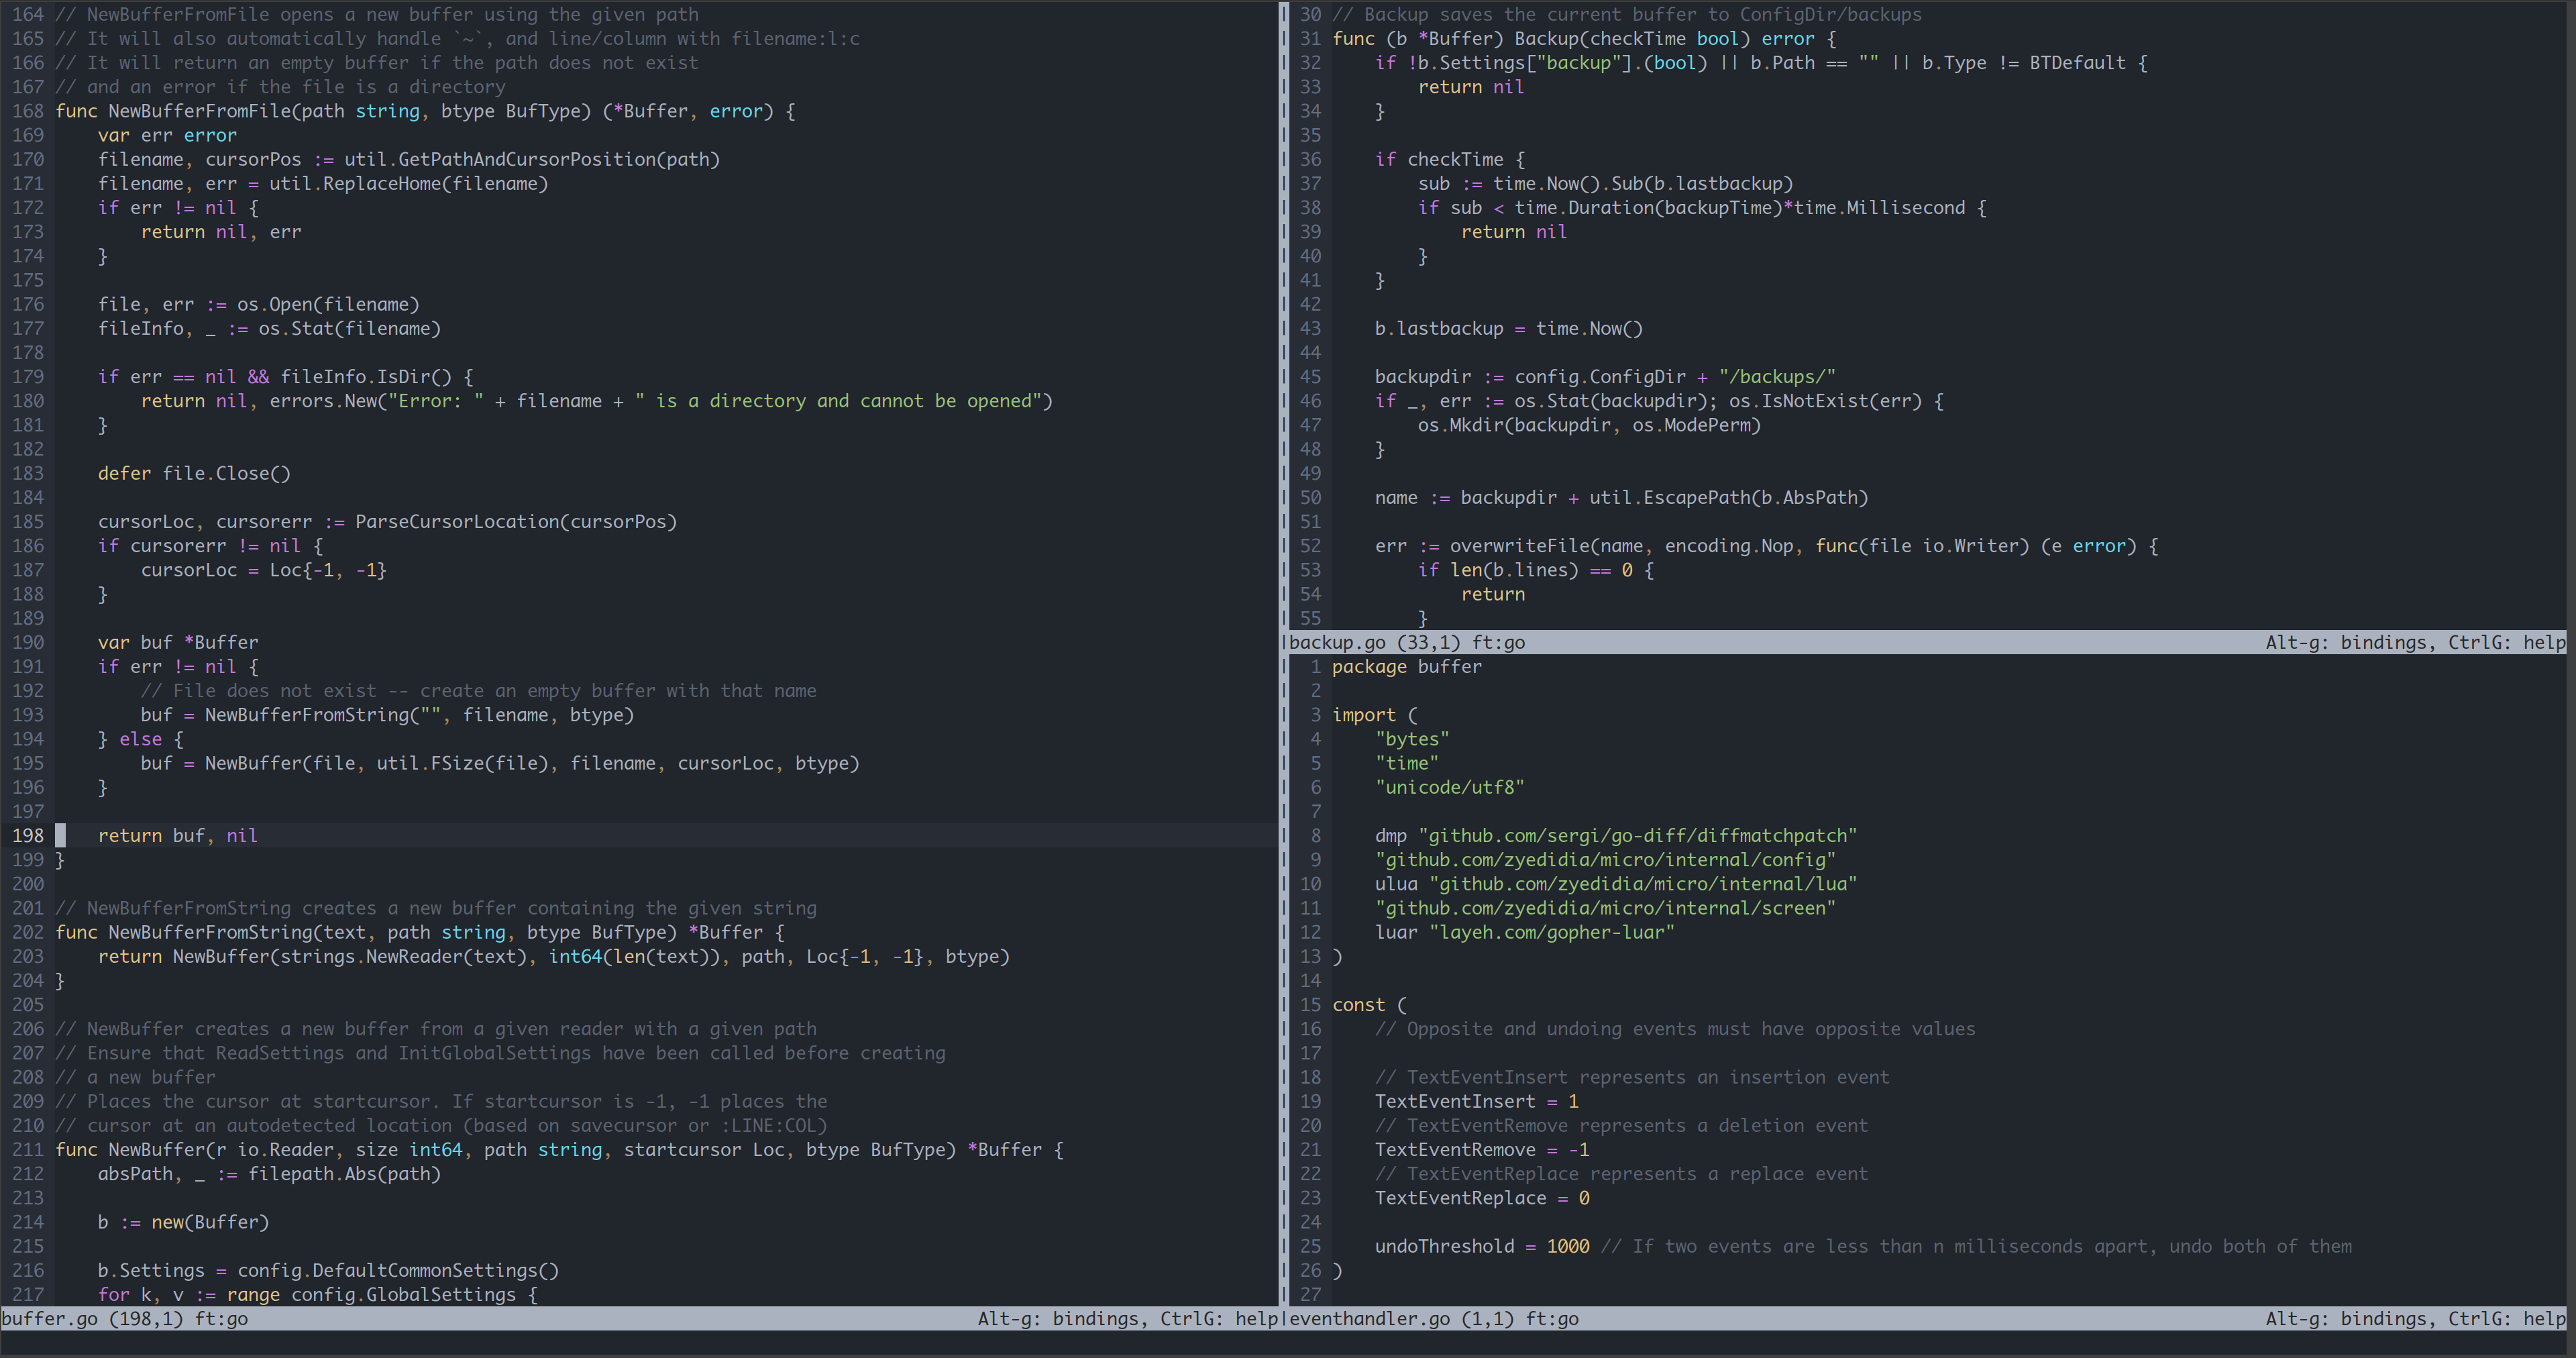 164 // NewBufferFromFile opens a new buffer using the given path
165 // It will also automatically handle `~`, and line/column with filename:l:c
166 // It will return an empty buffer if the path does not exist
167 // and an error if the file is a directory
168 func NewBufferFromFile(path string, btype BufType) (*Buffer, error) {
169     var err error
170     filename, cursorPos := util.GetPathAndCursorPosition(path)
171     filename, err = util.ReplaceHome(filename)
172     if err != nil {
173         return nil, err
174     }
175
176     file, err := os.Open(filename)
177     fileInfo, _ := os.Stat(filename)
178
179     if err == nil && fileInfo.IsDir() {
180         return nil, errors.New("Error: " + filename + " is a directory and cannot be opened")
181     }
182
183     defer file.Close()
184
185     cursorLoc, cursorerr := ParseCursorLocation(cursorPos)
186     if cursorerr != nil {
187         cursorLoc = Loc{-1, -1}
188     }
189
190     var buf *Buffer
191     if err != nil {
192         // File does not exist -- create an empty buffer with that name
193         buf = NewBufferFromString("", filename, btype)
194     } else {
195         buf = NewBuffer(file, util.FSize(file), filename, cursorLoc, btype)
196     }
197
198     return buf, nil
199 }
200
201 // NewBufferFromString creates a new buffer containing the given string
202 func NewBufferFromString(text, path string, btype BufType) *Buffer {
203     return NewBuffer(strings.NewReader(text), int64(len(text)), path, Loc{-1, -1}, btype)
204 }
205
206 // NewBuffer creates a new buffer from a given reader with a given path
207 // Ensure that ReadSettings and InitGlobalSettings have been called before creating
208 // a new buffer
209 // Places the cursor at startcursor. If startcursor is -1, -1 places the
210 // cursor at an autodetected location (based on savecursor or :LINE:COL)
211 func NewBuffer(r io.Reader, size int64, path string, startcursor Loc, btype BufType) *Buffer {
212     absPath, _ := filepath.Abs(path)
213
214     b := new(Buffer)
215
216     b.Settings = config.DefaultCommonSettings()
217     for k, v := range config.GlobalSettings {
buffer.go (198,1) ft:go Alt-g: bindings, CtrlG: help
30 // Backup saves the current buffer to ConfigDir/backups
31 func (b *Buffer) Backup(checkTime bool) error {
32     if !b.Settings["backup"].(bool) || b.Path == "" || b.Type != BTDefault {
33         return nil
34     }
35
36     if checkTime {
37         sub := time.Now().Sub(b.lastbackup)
38         if sub < time.Duration(backupTime)*time.Millisecond {
39             return nil
40         }
41     }
42
43     b.lastbackup = time.Now()
44
45     backupdir := config.ConfigDir + "/backups/"
46     if _, err := os.Stat(backupdir); os.IsNotExist(err) {
47         os.Mkdir(backupdir, os.ModePerm)
48     }
49
50     name := backupdir + util.EscapePath(b.AbsPath)
51
52     err := overwriteFile(name, encoding.Nop, func(file io.Writer) (e error) {
53         if len(b.lines) == 0 {
54             return
55         }
backup.go (33,1) ft:go Alt-g: bindings, CtrlG: help
1 package buffer
2
3 import (
4     "bytes"
5     "time"
6     "unicode/utf8"
7
8     dmp "github.com/sergi/go-diff/diffmatchpatch"
9     "github.com/zyedidia/micro/internal/config"
10     ulua "github.com/zyedidia/micro/internal/lua"
11     "github.com/zyedidia/micro/internal/screen"
12     luar "layeh.com/gopher-luar"
13 )
14
15 const (
16     // Opposite and undoing events must have opposite values
17
18     // TextEventInsert represents an insertion event
19     TextEventInsert = 1
20     // TextEventRemove represents a deletion event
21     TextEventRemove = -1
22     // TextEventReplace represents a replace event
23     TextEventReplace = 0
24
25     undoThreshold = 1000 // If two events are less than n milliseconds apart, undo both of them
26 )
27
eventhandler.go (1,1) ft:go Alt-g: bindings, CtrlG: help